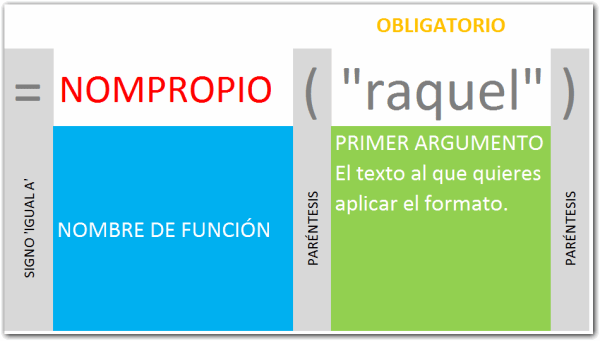 OBLIGATORIO
= NOMPROPIO ( "raquel" )
SIGNO 'IGUAL A'
NOMBRE DE FUNCIÓN
PARÉNTESIS
PRIMER ARGUMENTO
El texto al que quieres
aplicar el formato.
PARÉNTESIS